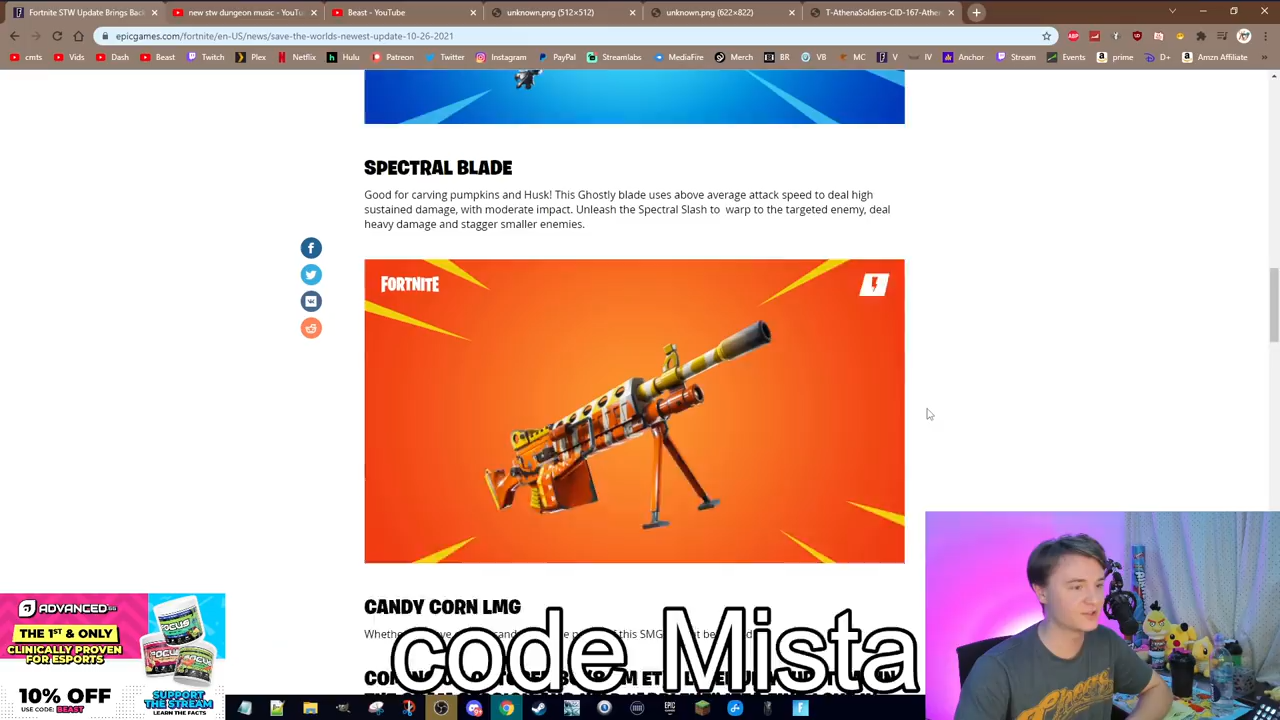 Fortnite STW Update Brings Back
new stw dungeon music - YouTu
Beast - YouTube
unknown.png (512×512)
unknown.png (622×822)
T-AthenaSoldiers-CID-167-Athe
epicgames.com/fortnite/en-US/news/save-the-worlds-newest-update-10-26-2021
cmts Vids Dash Beast Twitch Plex Netflix Hulu Patreon Twitter Instagram PayPal Streamlabs MediaFire Merch BR VB MC V IV Anchor Stream Events prime D+ Amzn Affiliate
SPECTRAL BLADE
Good for carving pumpkins and Husk! This Ghostly blade uses above average attack speed to deal high
sustained damage, with moderate impact. Unleash the Spectral Slash to warp to the targeted enemy, deal
heavy damage and stagger smaller enemies.
FORTNITE
CANDY CORN LMG
code Mista
ADVANCED.GG
THE 1ST & ONLY
CLINICALLY PROVEN
FOR ESPORTS
FOCUS
10% OFF
USE CODE: BEAST
SUPPORT
THE STREAM
LEARN THE FACTS